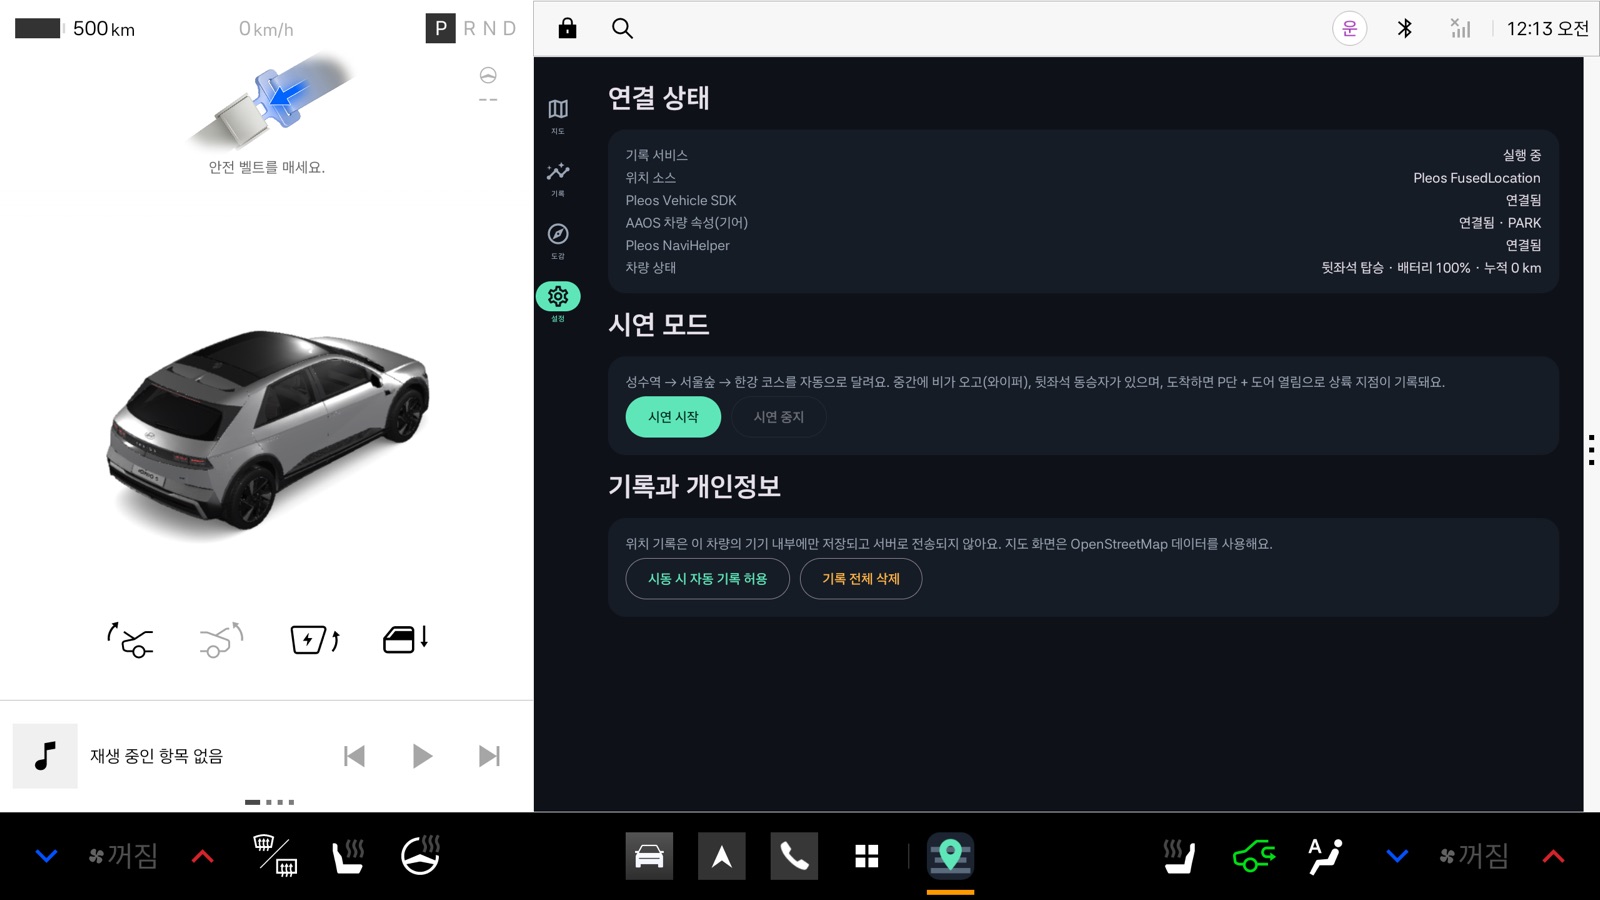 500 km
0 km/h
P R N D
--
안전 벨트를 매세요.
재생 중인 항목 없음
운
12:13 오전
지도
기록
도감
설정
연결 상태
기록 서비스 실행 중
위치 소스 Pleos FusedLocation
Pleos Vehicle SDK 연결됨
AAOS 차량 속성(기어) 연결됨 · PARK
Pleos NaviHelper 연결됨
차량 상태 뒷좌석 탑승 · 배터리 100% · 누적 0 km
시연 모드
성수역 → 서울숲 → 한강 코스를 자동으로 달려요. 중간에 비가 오고(와이퍼), 뒷좌석 동승자가 있으며, 도착하면 P단 + 도어 열림으로 상륙 지점이 기록돼요.
시연 시작
시연 중지
기록과 개인정보
위치 기록은 이 차량의 기기 내부에만 저장되고 서버로 전송되지 않아요. 지도 화면은 OpenStreetMap 데이터를 사용해요.
시동 시 자동 기록 허용
기록 전체 삭제
꺼짐
A
꺼짐